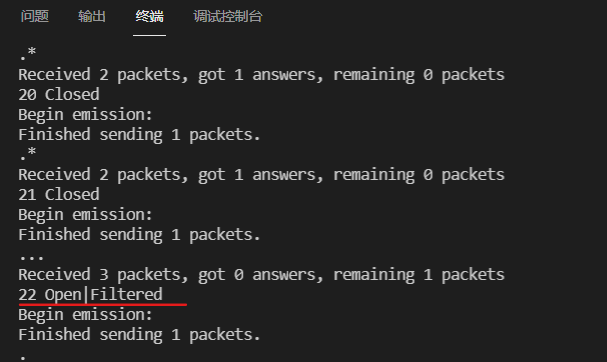 问题 输出 终端 调试控制台
.*
Received 2 packets, got 1 answers, remaining 0 packets
20 Closed
Begin emission:
Finished sending 1 packets.
.*
Received 2 packets, got 1 answers, remaining 0 packets
21 Closed
Begin emission:
Finished sending 1 packets.
...
Received 3 packets, got 0 answers, remaining 1 packets
22 Open|Filtered
Begin emission:
Finished sending 1 packets.
.